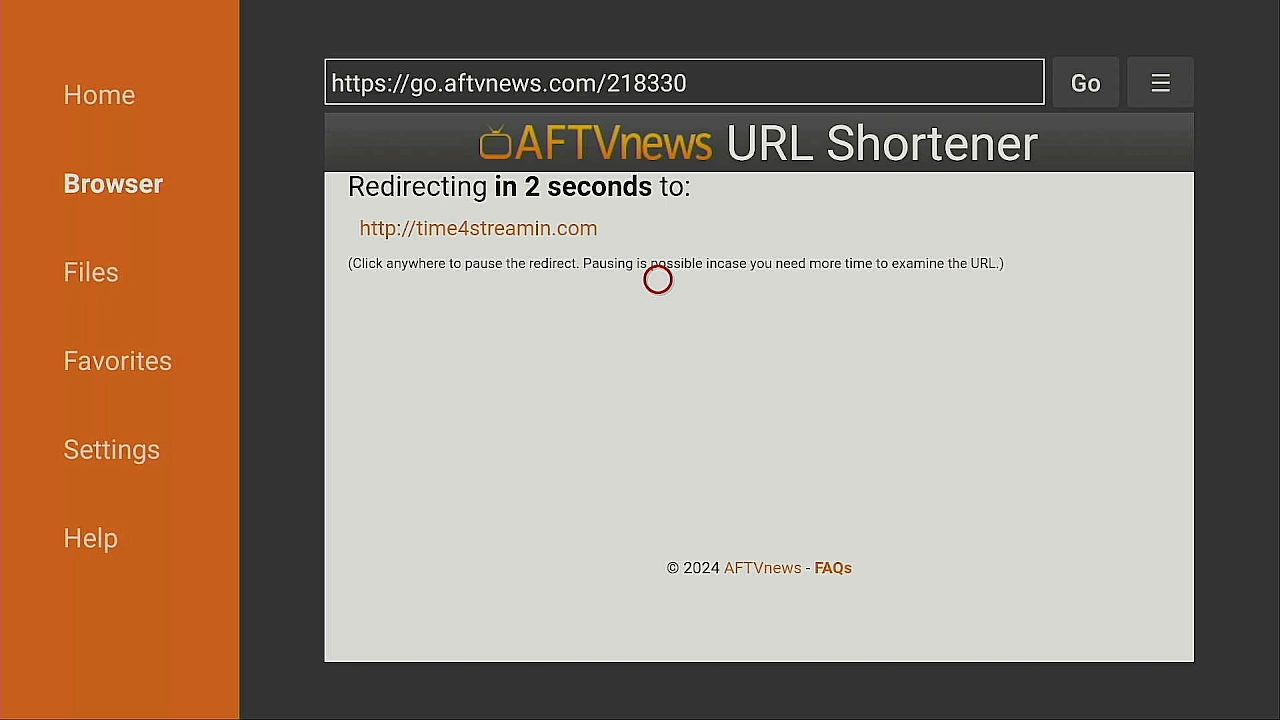 Home
Browser
Files
Favorites
Settings
Help
https://go.aftvnews.com/218330
Go
AFTVnews URL Shortener
Redirecting in 2 seconds to:
http://time4streamin.com
(Click anywhere to pause the redirect. Pausing is possible incase you need more time to examine the URL.)
© 2024 AFTVnews - FAQs